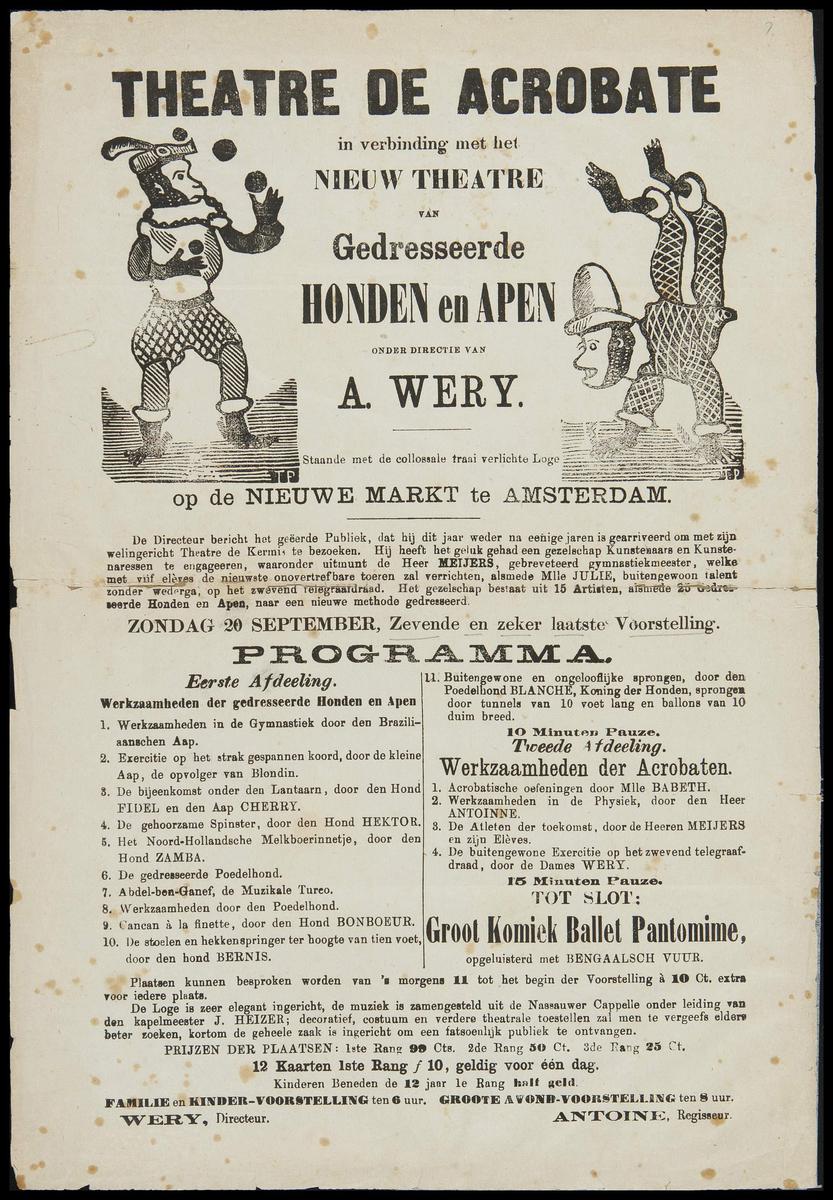 THEATRE DE ACROBATE
in verbinding met het
NIEUW THEATRE
VAN
Gedresseerde
HONDEN en APEN
ONDER DIRECTIE VAN
A. WERY.
Staande met de collossale fraai verlichte Loge
op de NIEUWE MARKT te AMSTERDAM.
De Directeur bericht het geëerde Publiek, dat hij dit jaar weder na eenige jaren is gearriveerd om met zijn
welingericht Theatre de Kermis te bezoeken. Hij heeft het geluk gehad een gezelschap Kunstenaars en Kunste-
naressen te engageeren, waaronder uitmunt de Heer MEIJERS, gebreveteerd gymnastiekmeester, welke
met vijf elèves de nieuwste onovertrefbare toeren zal verrichten, alsmede Mlle JULIE, buitengewoon talent
zonder wederga, op het zwevend telegraafdraad. Het gezelschap bestaat uit 15 Artisten, alsmede 25 Gedres-
seerde Honden en Apen, naar een nieuwe methode gedresseerd.
ZONDAG 20 SEPTEMBER, Zevende en zeker laatste Voorstelling.
PROGRAMMA.
Eerste Afdeeling.
Werkzaamheden der gedresseerde Honden en Apen
1. Werkzaamheden in de Gymnastiek door den Brazili-
aanschen Aap.
2. Exercitie op het strak gespannen koord, door de kleine
Aap, de opvolger van Blondin.
3. De bijeenkomst onder den Lantaarn, door den Hond
FIDEL en den Aap CHERRY.
4. De gehoorzame Spinster, door den Hond HEKTOR.
5. Het Noord-Hollandsche Melkboerinnetje, door den
Hond ZAMBA.
6. De gedresseerde Poedelhond.
7. Abdel-ben-Ganef, de Muzikale Turco.
8. Werkzaamheden door den Poedelhond.
9. Cancan à la finette, door den Hond BONBOEUR.
10. De stoelen en hekkenspringer ter hoogte van tien voet,
door den hond BERNIS.
11. Buitengewone en ongelooflijke sprongen, door den
Poedelhond BLANCHE, Koning der Honden, sprongen
door tunnels van 10 voet lang en ballons van 10
duim breed.
10 Minuten Pauze.
Tweede Afdeeling.
Werkzaamheden der Acrobaten.
1. Acrobatische oefeningen door Mlle BABETH.
2. Werkzaamheden in de Physiek, door den Heer
ANTOINNE.
3. De Atleten der toekomst, door de Heeren MEIJERS
en zijn Elèves.
4. De buitengewone Exercitie op het zwevend telegraaf-
draad, door de Dames WERY.
15 Minuten Pauze.
TOT SLOT:
Groot Komiek Ballet Pantomime,
opgeluisterd met BENGAALSCH VUUR.
Plaatsen kunnen besproken worden van 's morgens 11 tot het begin der Voorstelling à 10 Ct. extra
voor iedere plaats.
De Loge is zeer elegant ingericht, de muziek is zamengesteld uit de Nassauwer Cappelle onder leiding van
den kapelmeester J. HEIZER; decoratief, costuum en verdere theatrale toestellen zal men te vergeefs elders
beter zoeken, kortom de geheele zaak is ingericht om een fatsoenlijk publiek te ontvangen.
PRIJZEN DER PLAATSEN: 1ste Rang 99 Cts. 2de Rang 50 Ct. 3de Rang 25 Ct.
12 Kaarten 1ste Rang f 10, geldig voor één dag.
Kinderen Beneden de 12 jaar 1e Rang half geld.
FAMILIE en KINDER-VOORSTELLING ten 6 uur. GROOTE AVOND-VOORSTELLING ten 8 uur.
WERY, Directeur. ANTOINE, Regisseur.